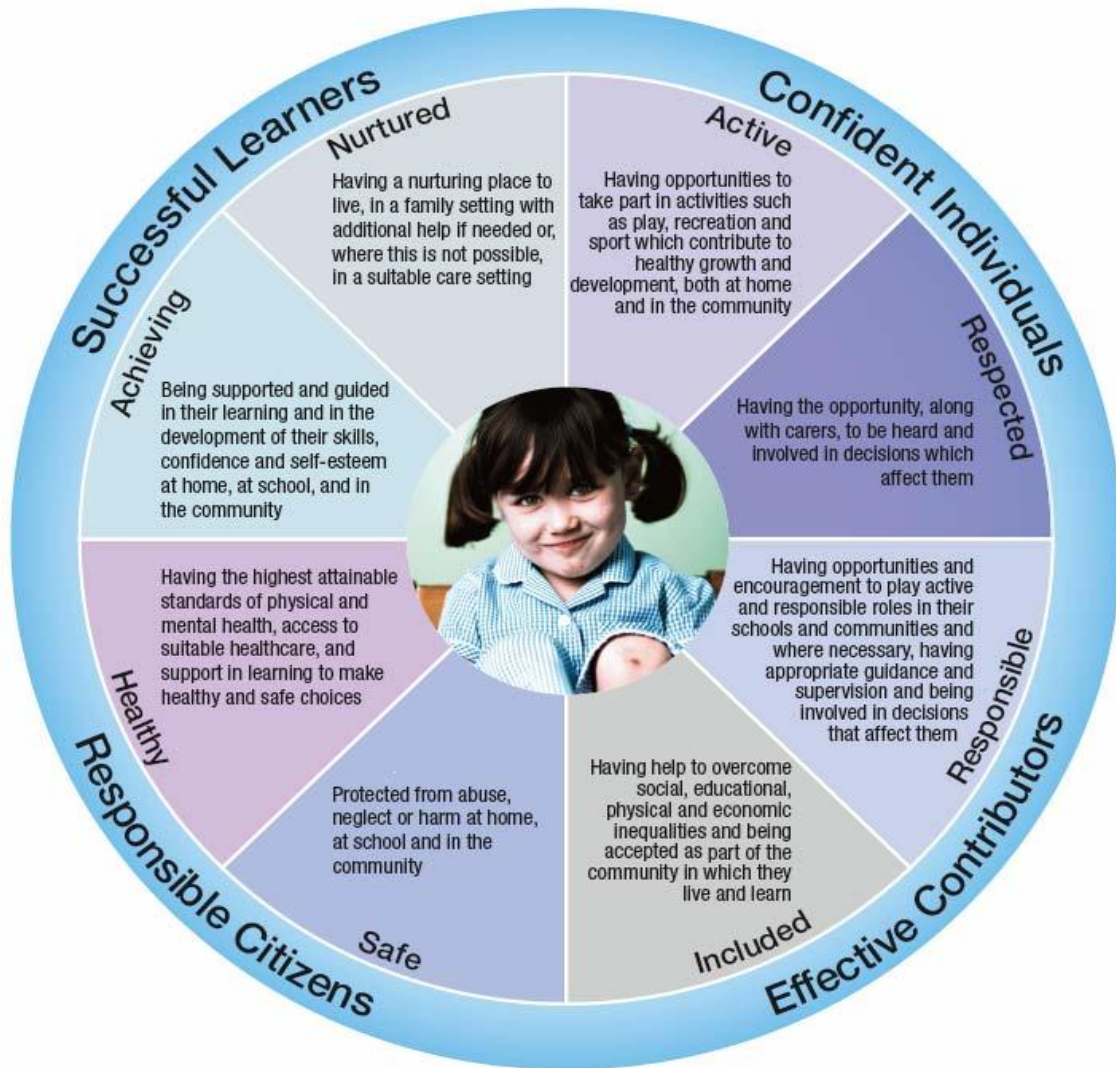 Successful Learners
Confident Individuals
Nurtured
Having a nurturing place to
live, in a family setting with
additional help if needed or,
where this is not possible,
in a suitable care setting
Active
Having opportunities to
take part in activities such
as play, recreation and
sport which contribute to
healthy growth and
development, both at home
and in the community
Achieving
Being supported and guided
in their learning and in the
development of their skills,
confidence and self-esteem
at home, at school, and in
the community
Respected
Having the opportunity, along
with carers, to be heard and
involved in decisions which
affect them
Healthy
Having the highest attainable
standards of physical and
mental health, access to
suitable healthcare, and
support in learning to make
healthy and safe choices
Responsible
Having opportunities and
encouragement to play active
and responsible roles in their
schools and communities and
where necessary, having
appropriate guidance and
supervision and being
involved in decisions
that affect them
Safe
Protected from abuse,
neglect or harm at home,
at school and in the
community
Included
Having help to overcome
social, educational,
physical and economic
inequalities and being
accepted as part of the
community in which they
live and learn
Responsible Citizens
Effective Contributors